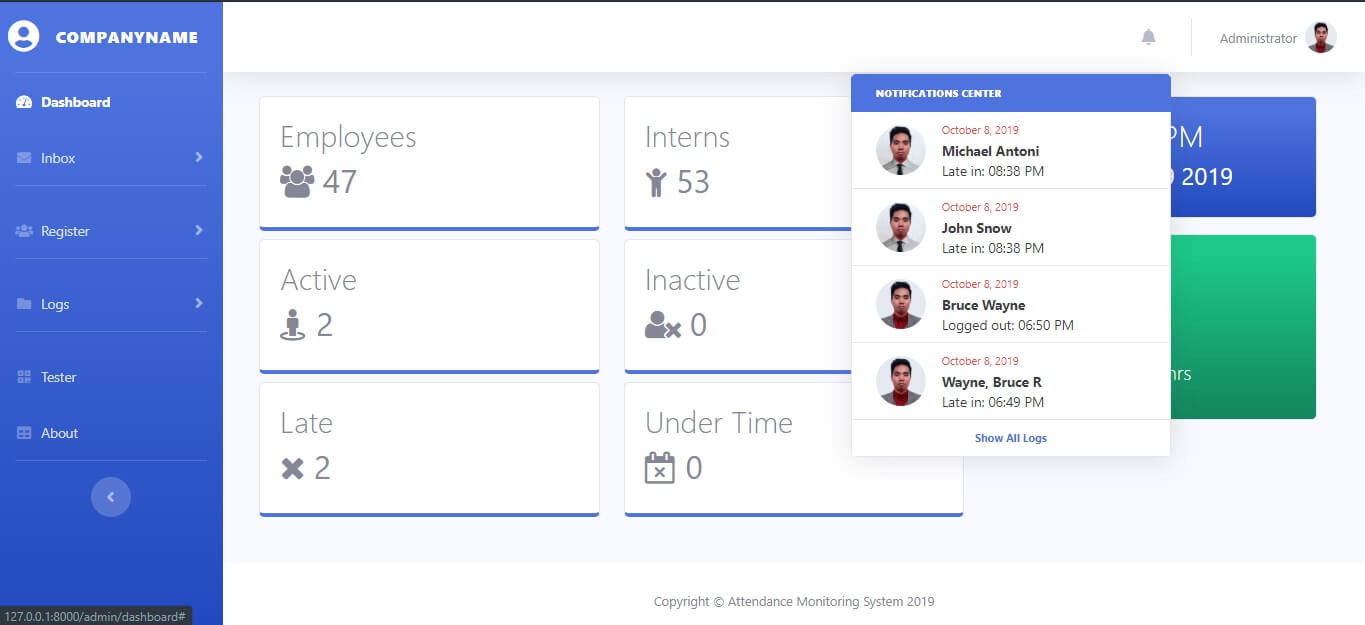 COMPANYNAME
Dashboard
Inbox
Register
Logs
Tester
About
127.0.0.1:8000/admin/dashboard#
Administrator
Employees
47
Interns
53
Active
2
Inactive
0
Late
2
Under Time
0
NOTIFICATIONS CENTER
October 8, 2019
Michael Antoni
Late in: 08:38 PM
October 8, 2019
John Snow
Late in: 08:38 PM
October 8, 2019
Bruce Wayne
Logged out: 06:50 PM
October 8, 2019
Wayne, Bruce R
Late in: 06:49 PM
Show All Logs
PM
2019
hrs
Copyright © Attendance Monitoring System 2019